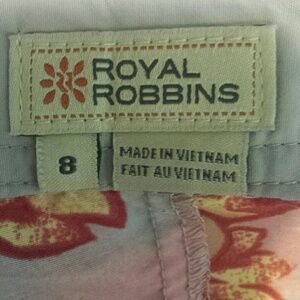 ROYAL
ROBBINS
8
MADE IN VIETNAM
FAIT AU VIETNAM